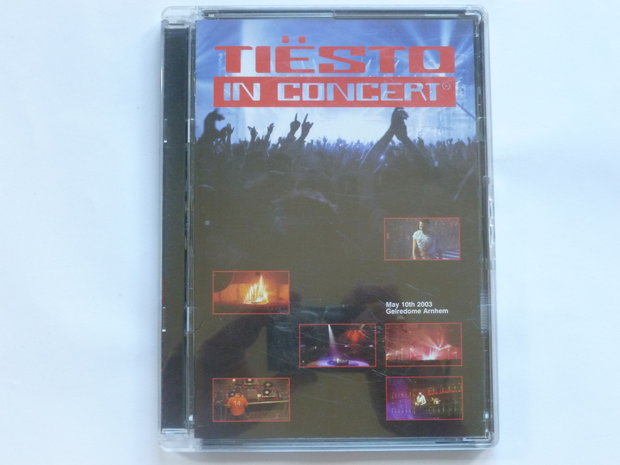 TIËSTO
IN CONCERT
May 10th 2003
Gelredome Arnhem